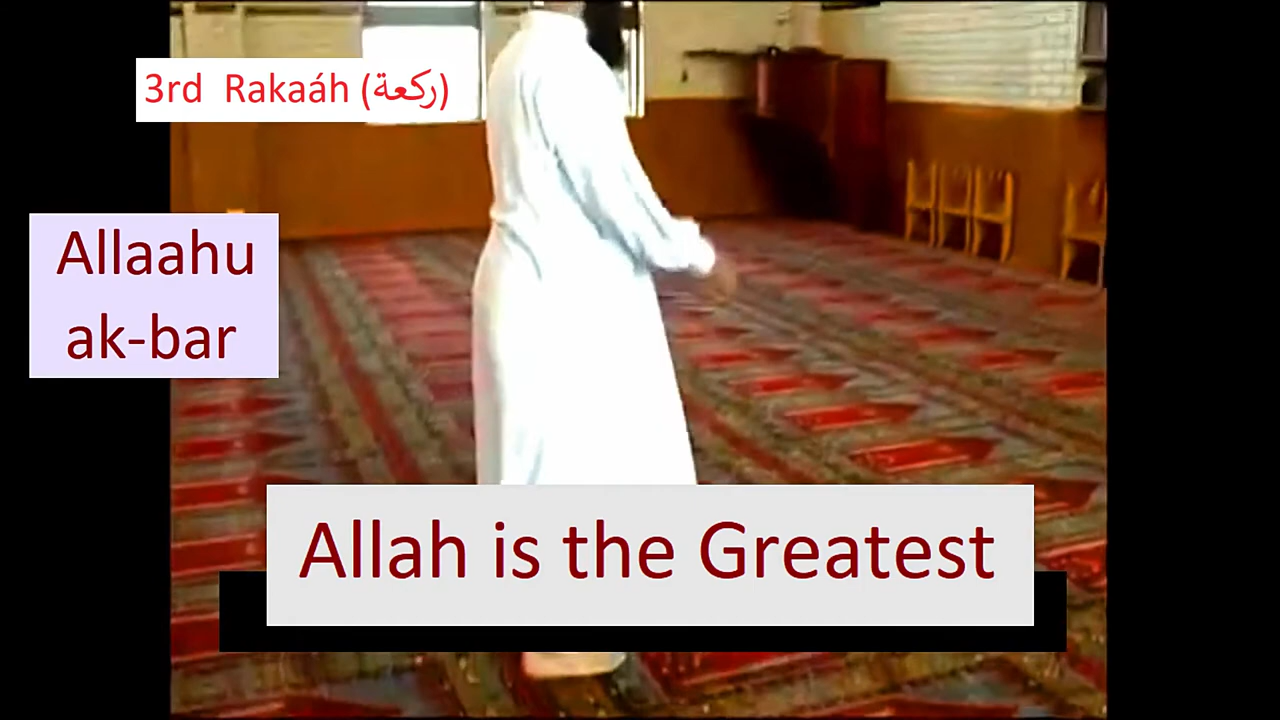 3rd  Rakaáh (ركعة)
Allaahu
ak-bar
Allah is the Greatest